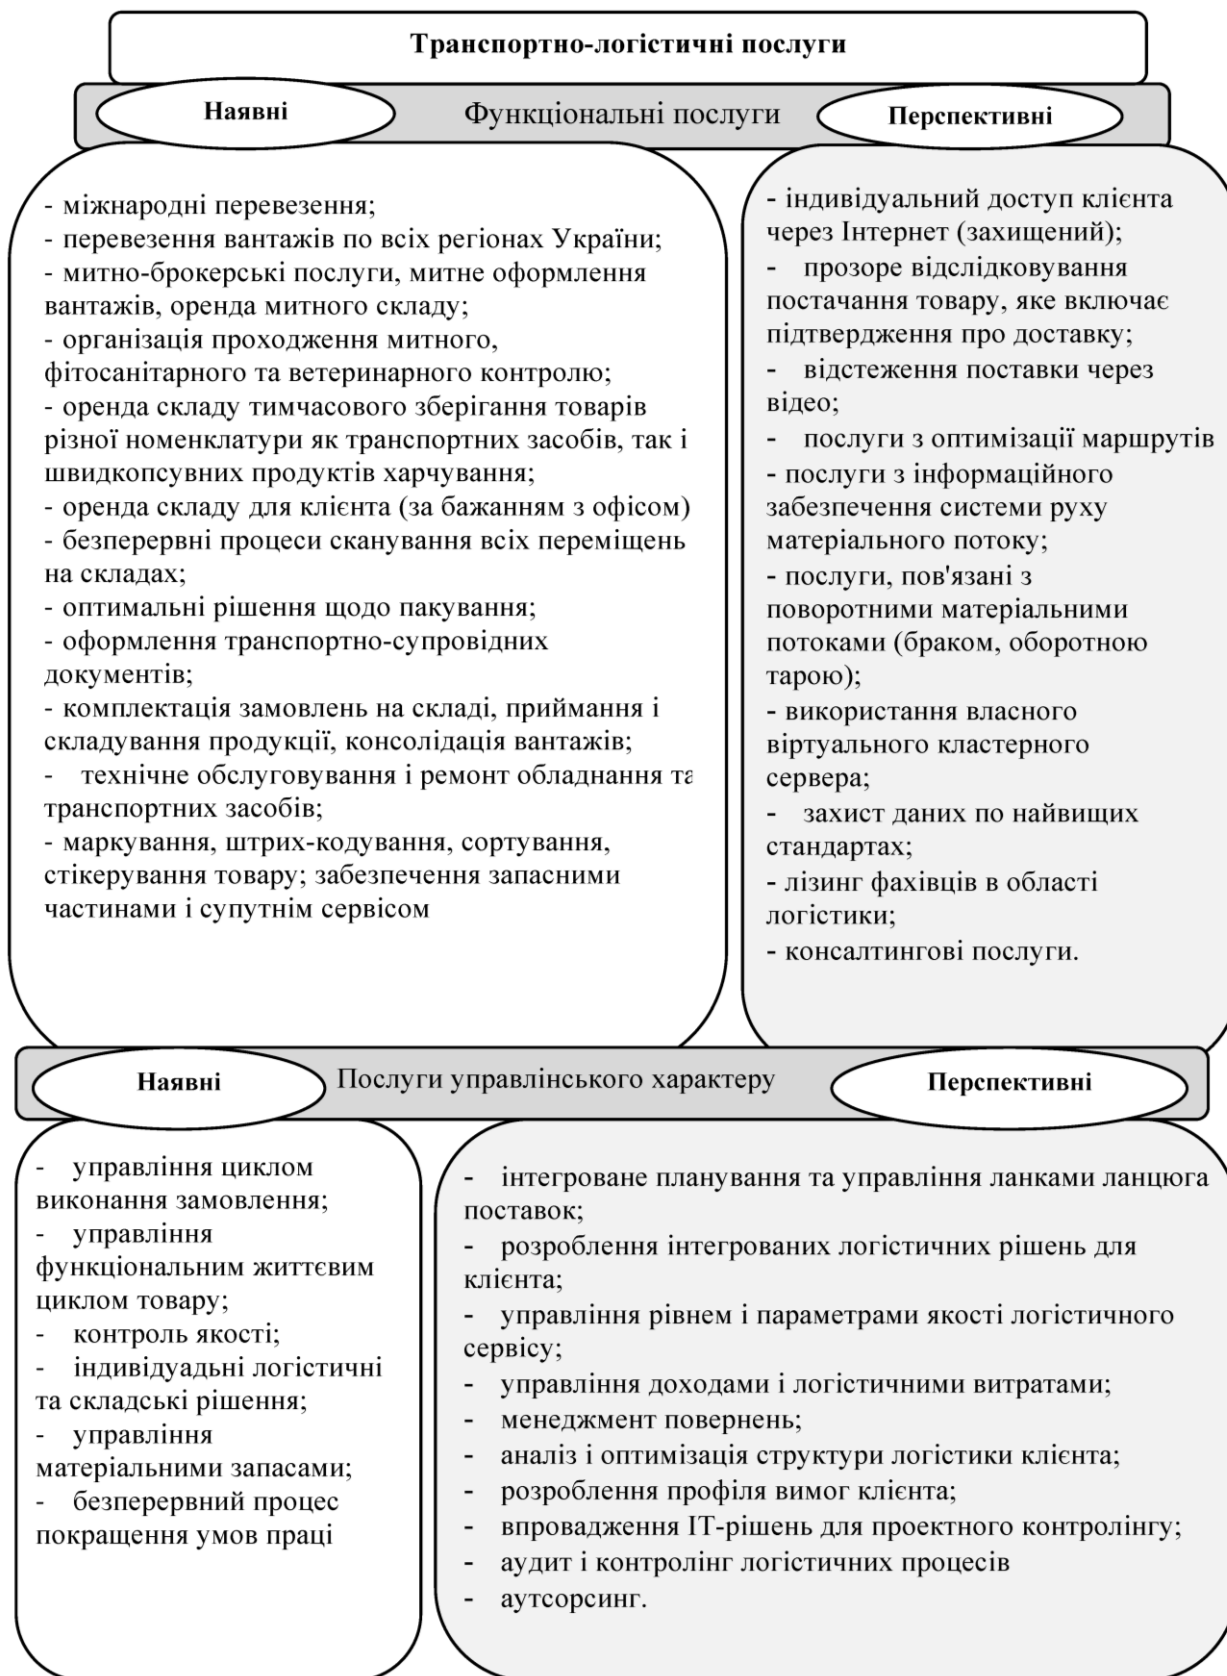 Транспортно-логістичні послуги
Наявні
Функціональні послуги
Перспективні
- міжнародні перевезення;
- перевезення вантажів по всіх регіонах України;
- митно-брокерські послуги, митне оформлення
вантажів, оренда митного складу;
- організація проходження митного,
фітосанітарного та ветеринарного контролю;
- оренда складу тимчасового зберігання товарів
різної номенклатури як транспортних засобів, так і
швидкопсувних продуктів харчування;
- оренда складу для клієнта (за бажанням з офісом)
- безперервні процеси сканування всіх переміщень
на складах;
- оптимальні рішення щодо пакування;
- оформлення транспортно-супровідних
документів;
- комплектація замовлень на складі, приймання і
складування продукції, консолідація вантажів;
- технічне обслуговування і ремонт обладнання та
транспортних засобів;
- маркування, штрих-кодування, сортування,
стікерування товару; забезпечення запасними
частинами і супутнім сервісом
- індивідуальний доступ клієнта
через Інтернет (захищений);
- прозоре відслідковування
постачання товару, яке включає
підтвердження про доставку;
- відстеження поставки через
відео;
- послуги з оптимізації маршрутів
- послуги з інформаційного
забезпечення системи руху
матеріального потоку;
- послуги, пов'язані з
поворотними матеріальними
потоками (браком, оборотною
тарою);
- використання власного
віртуального кластерного
сервера;
- захист даних по найвищих
стандартах;
- лізинг фахівців в області
логістики;
- консалтингові послуги.
Наявні
Послуги управлінського характеру
Перспективні
- управління циклом
виконання замовлення;
- управління
функціональним життєвим
циклом товару;
- контроль якості;
- індивідуадьні логістичні
та складські рішення;
- управління
матеріальними запасами;
- безперервний процес
покращення умов праці
- інтегроване планування та управління ланками ланцюга
поставок;
- розроблення інтегрованих логістичних рішень для
клієнта;
- управління рівнем і параметрами якості логістичного
сервісу;
- управління доходами і логістичними витратами;
- менеджмент повернень;
- аналіз і оптимізація структури логістики клієнта;
- розроблення профіля вимог клієнта;
- впровадження ІТ-рішень для проектного контролінгу;
- аудит і контролінг логістичних процесів
- аутсорсинг.